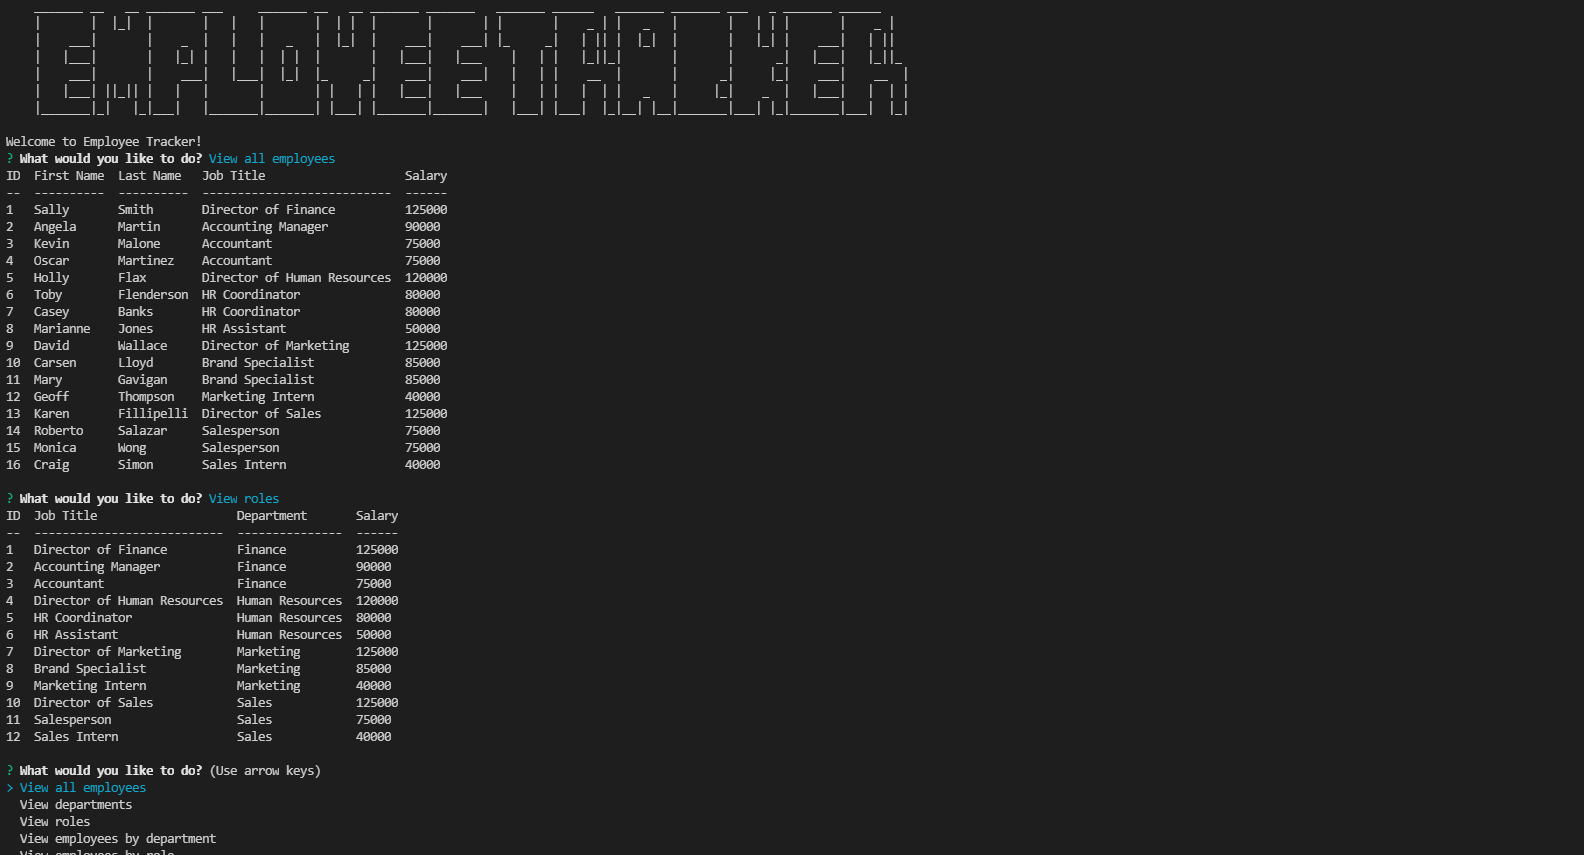 EMPLOYEE TRACKER
Welcome to Employee Tracker!
? What would you like to do? View all employees
ID  First Name  Last Name   Job Title                    Salary
--  ----------  ----------  ---------------------------  ------
1   Sally       Smith       Director of Finance          125000
2   Angela      Martin      Accounting Manager           90000
3   Kevin       Malone      Accountant                   75000
4   Oscar       Martinez    Accountant                   75000
5   Holly       Flax        Director of Human Resources  120000
6   Toby        Flenderson  HR Coordinator               80000
7   Casey       Banks       HR Coordinator               80000
8   Marianne    Jones       HR Assistant                 50000
9   David       Wallace     Director of Marketing        125000
10  Carsen      Lloyd       Brand Specialist             85000
11  Mary        Gavigan     Brand Specialist             85000
12  Geoff       Thompson    Marketing Intern             40000
13  Karen       Fillipelli  Director of Sales            125000
14  Roberto     Salazar     Salesperson                  75000
15  Monica      Wong        Salesperson                  75000
16  Craig       Simon       Sales Intern                 40000
? What would you like to do? View roles
ID  Job Title                    Department       Salary
--  ---------------------------  ---------------  ------
1   Director of Finance          Finance          125000
2   Accounting Manager           Finance          90000
3   Accountant                   Finance          75000
4   Director of Human Resources  Human Resources  120000
5   HR Coordinator               Human Resources  80000
6   HR Assistant                 Human Resources  50000
7   Director of Marketing        Marketing        125000
8   Brand Specialist             Marketing        85000
9   Marketing Intern             Marketing        40000
10  Director of Sales            Sales            125000
11  Salesperson                  Sales            75000
12  Sales Intern                 Sales            40000
? What would you like to do? (Use arrow keys)
> View all employees
View departments
View roles
View employees by department
View employees by role